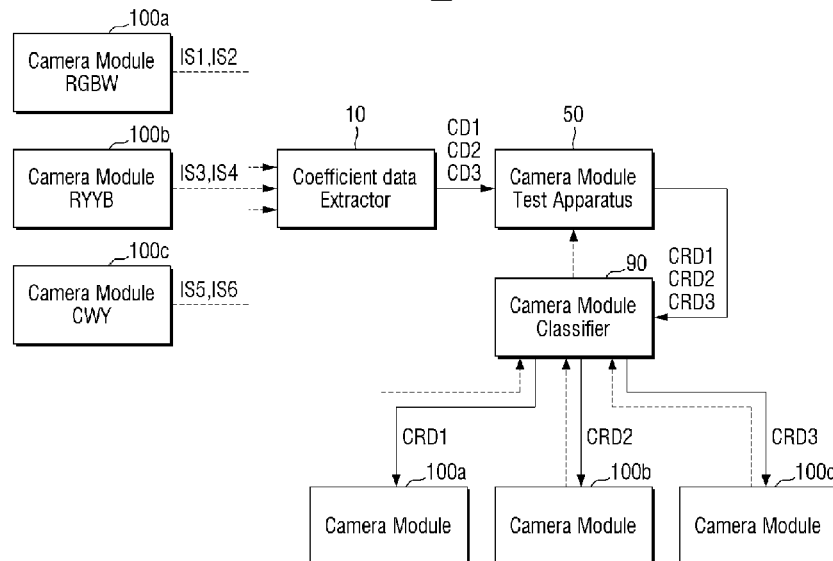 100a
Camera Module
RGBW
IS1,IS2
100b
Camera Module
RYYB
IS3,IS4
100c
Camera Module
CWY
IS5,IS6
10
Coefficient data
Extractor
CD1
CD2
CD3
50
Camera Module
Test Apparatus
90
Camera Module
Classifier
CRD1
CRD2
CRD3
CRD1
CRD2
CRD3
100a
Camera Module
100b
Camera Module
100c
Camera Module